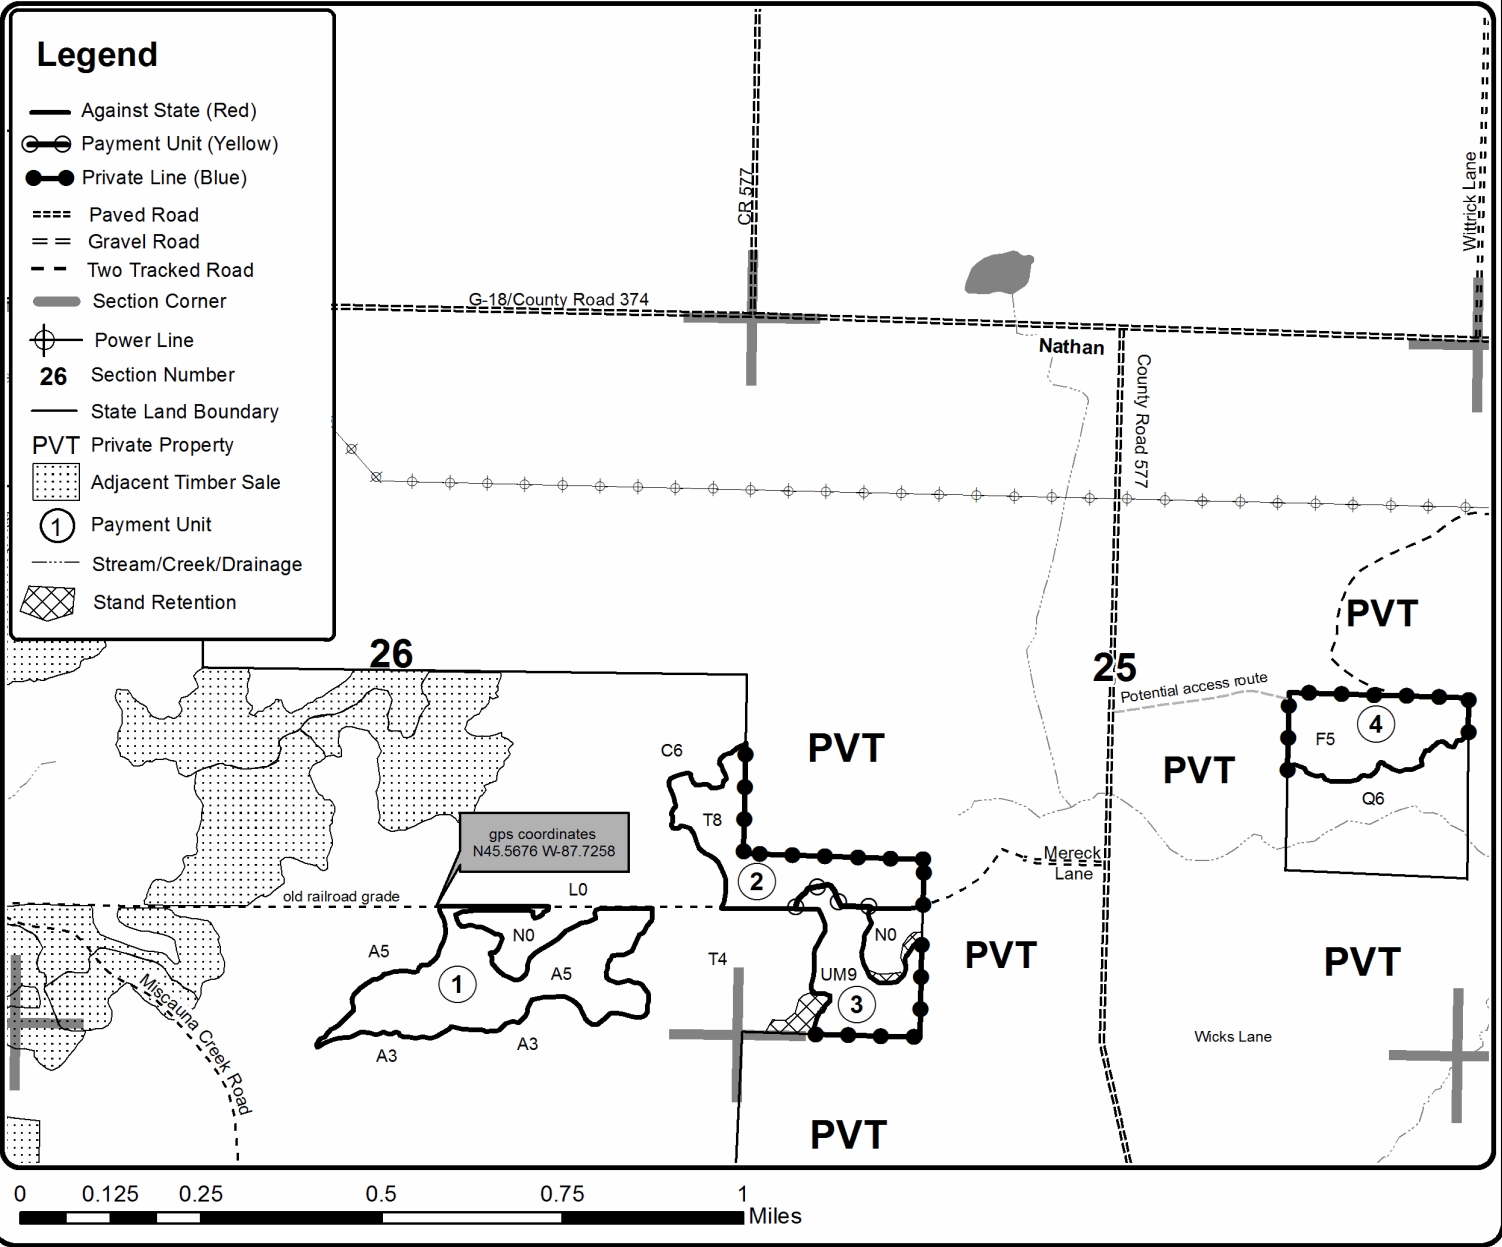 Legend
Against State (Red)
Payment Unit (Yellow)
Private Line (Blue)
Paved Road
Gravel Road
Two Tracked Road
Section Corner
Power Line
26 Section Number
State Land Boundary
PVT Private Property
Adjacent Timber Sale
1 Payment Unit
Stream/Creek/Drainage
Stand Retention
CR 577
Wittrick Lane
G-18/County Road 374
Nathan
County Road 577
PVT
26
25
Potential access route
4
F5
PVT
C6
PVT
Q6
T8
gps coordinates
N45.5676 W-87.7258
Mereck
Lane
2
L0
old railroad grade
N0
N0
A5
T4
PVT
PVT
A5
UM9
1
3
Miscauna Creek Road
Wicks Lane
A3
A3
PVT
0 0.125 0.25 0.5 0.75 1
Miles